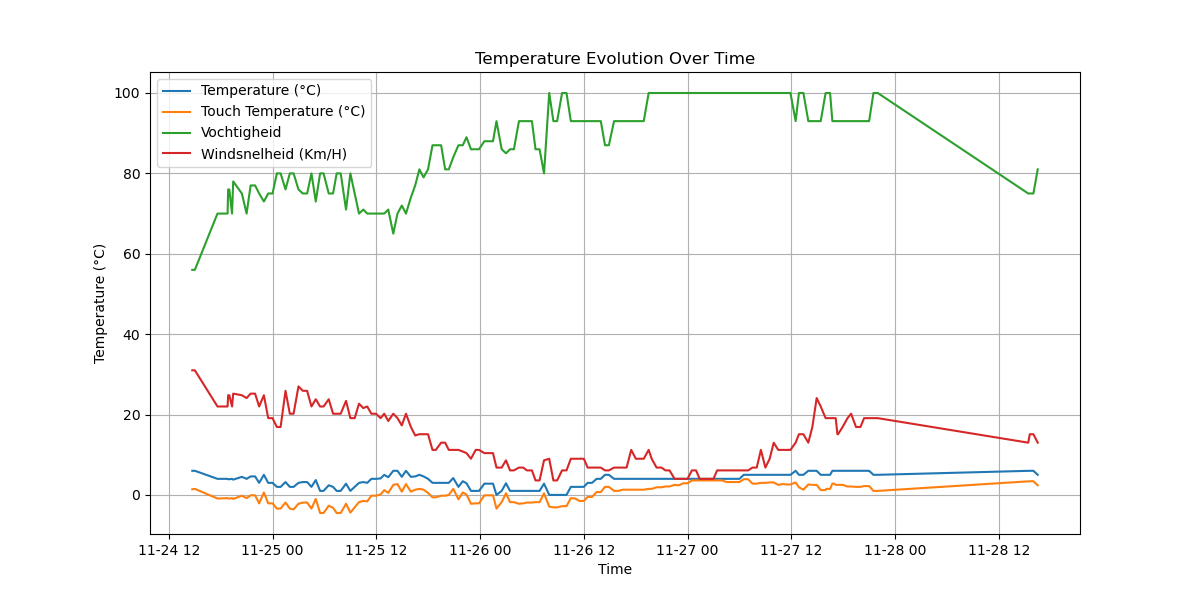 Temperature Evolution Over Time
Temperature (°C)
Touch Temperature (°C)
Vochtigheid
Windsnelheid (Km/H)
100
80
60
40
20
0
Temperature (°C)
11-24 12
11-25 00
11-25 12
11-26 00
11-26 12
11-27 00
11-27 12
11-28 00
11-28 12
Time